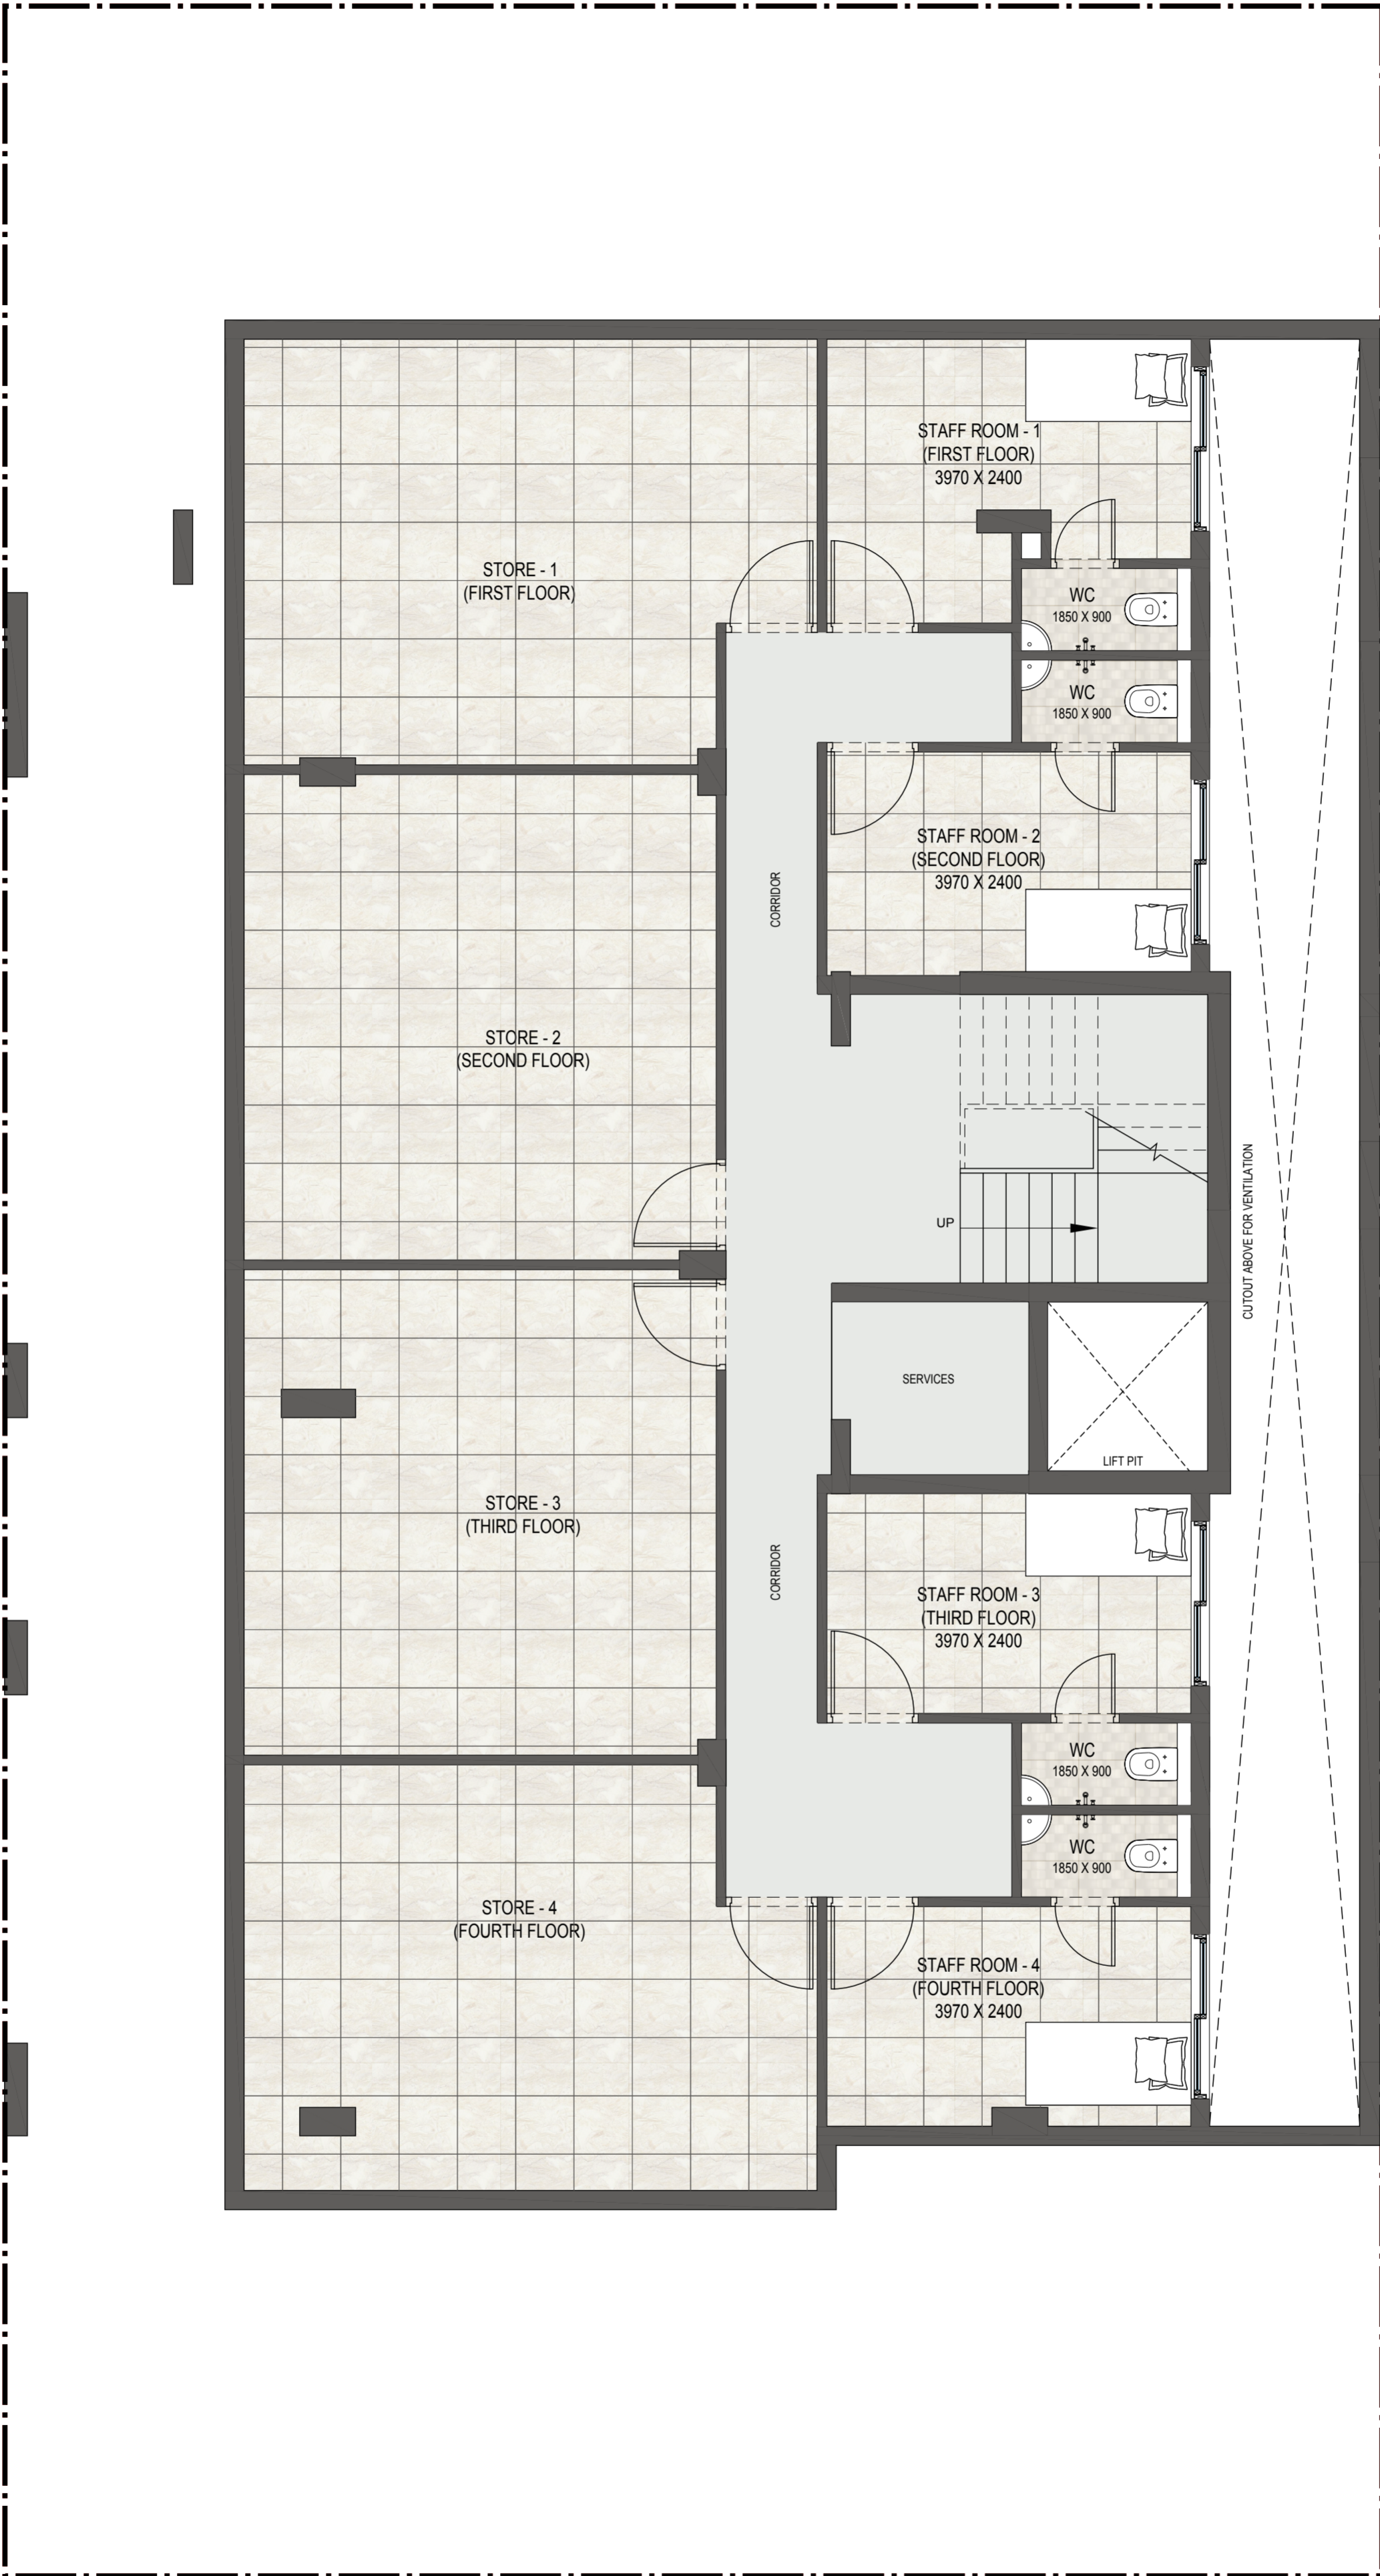 STAFF ROOM - 1
(FIRST FLOOR)
3970 X 2400
STORE - 1
(FIRST FLOOR)
WC
1850 X 900
WC
1850 X 900
STAFF ROOM - 2
(SECOND FLOOR)
3970 X 2400
CORRIDOR
STORE - 2
(SECOND FLOOR)
UP
CUTOUT ABOVE FOR VENTILATION
SERVICES
LIFT PIT
STORE - 3
(THIRD FLOOR)
CORRIDOR
STAFF ROOM - 3
(THIRD FLOOR)
3970 X 2400
WC
1850 X 900
WC
1850 X 900
STORE - 4
(FOURTH FLOOR)
STAFF ROOM - 4
(FOURTH FLOOR)
3970 X 2400